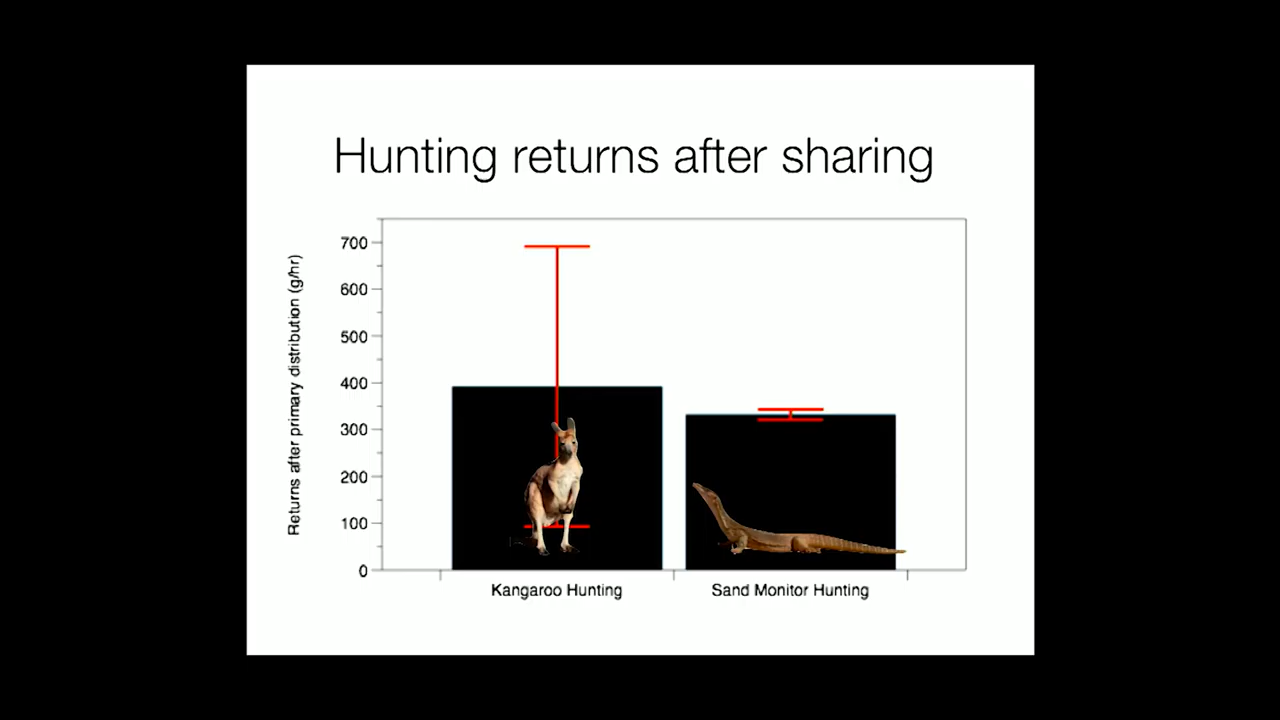 Hunting returns after sharing
Returns after primary distribution (g/hr)
700
600
500
400
300
200
100
0
Kangaroo Hunting
Sand Monitor Hunting